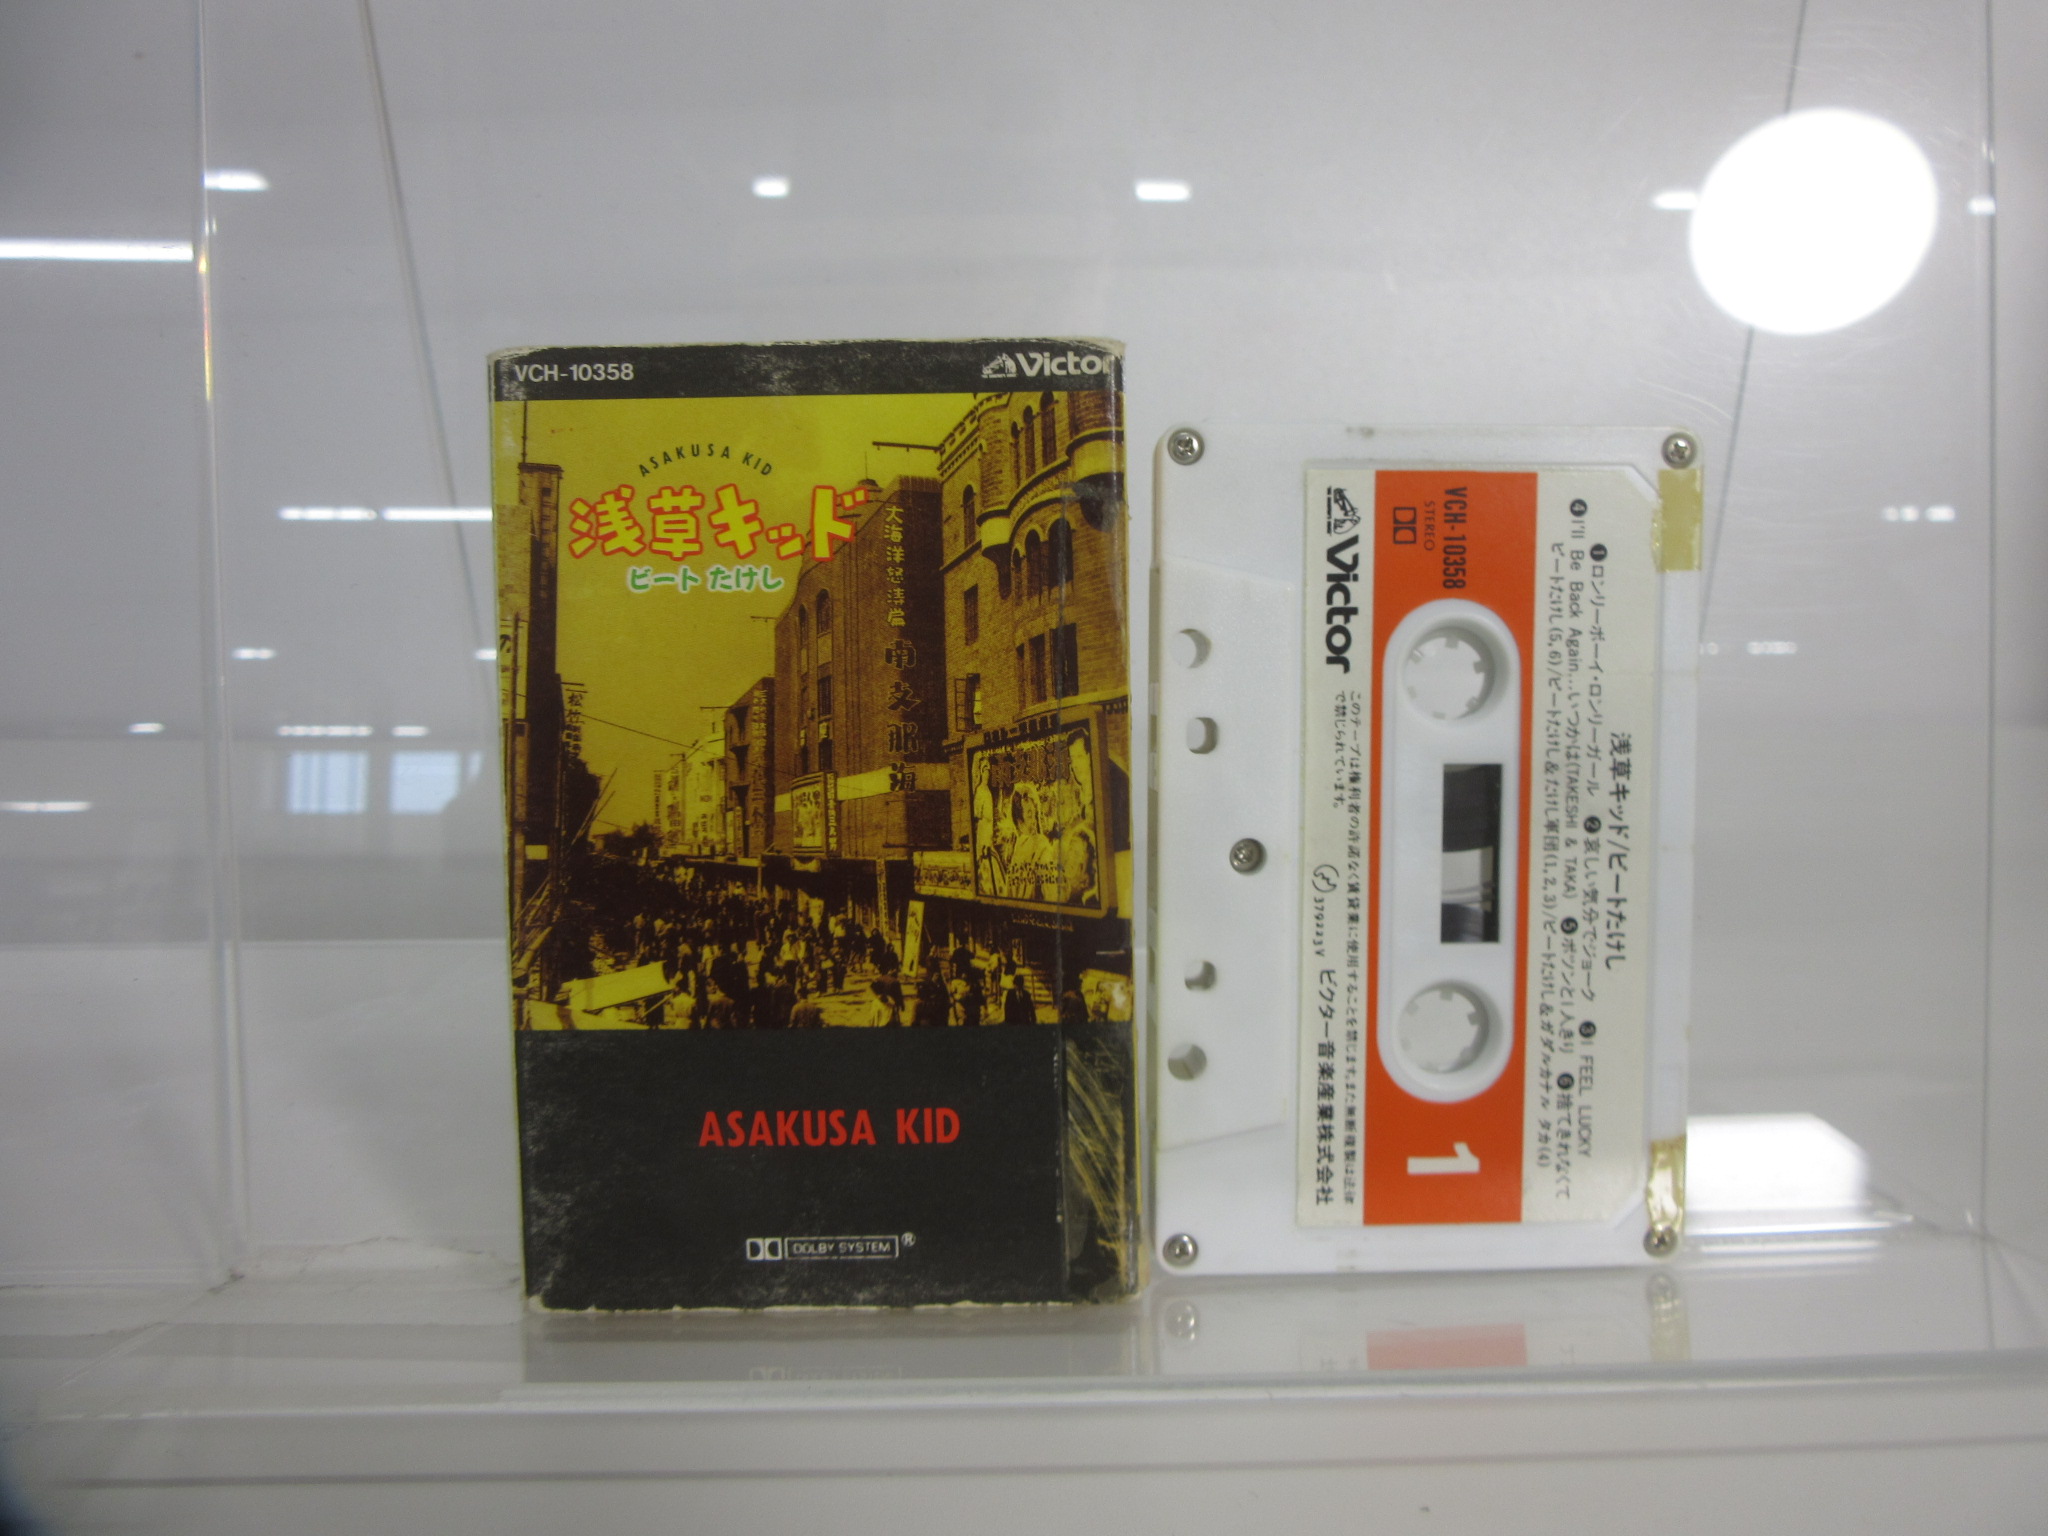 VCH-10358
Victor
ASAKUSA KID
浅草キッド
ビートたけし
大海洋怒濤篇
南支那海
ASAKUSA KID
DOLBY SYSTEM®
浅草キッド/ビートたけし
❶ロンリーボーイ・ロンリーガール ❷哀しい気分でジョーク ❸I FEEL LUCKY
❹I'll Be Back Again…いつかは(TAKESHI & TAKA) ❺ポツンと1人きり ❻捨てきれなくて
ビートたけし(5,6)/ビートたけし&たけし軍団(1,2,3)/ビートたけし&ガダルカナル タカ(4)
VCH-10358
STEREO
1
Victor
このテープは権利者の許諾なく賃貸業に使用することを禁じます。また無断複製は法律
で禁じられています。
379223V ビクター音楽産業株式会社